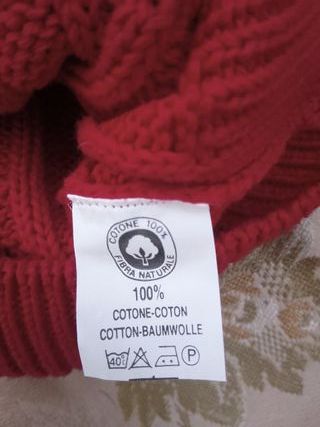 COTONE 100%
FIBRA NATURALE
100%
COTONE-COTON
COTTON-BAUMWOLLE
40° P